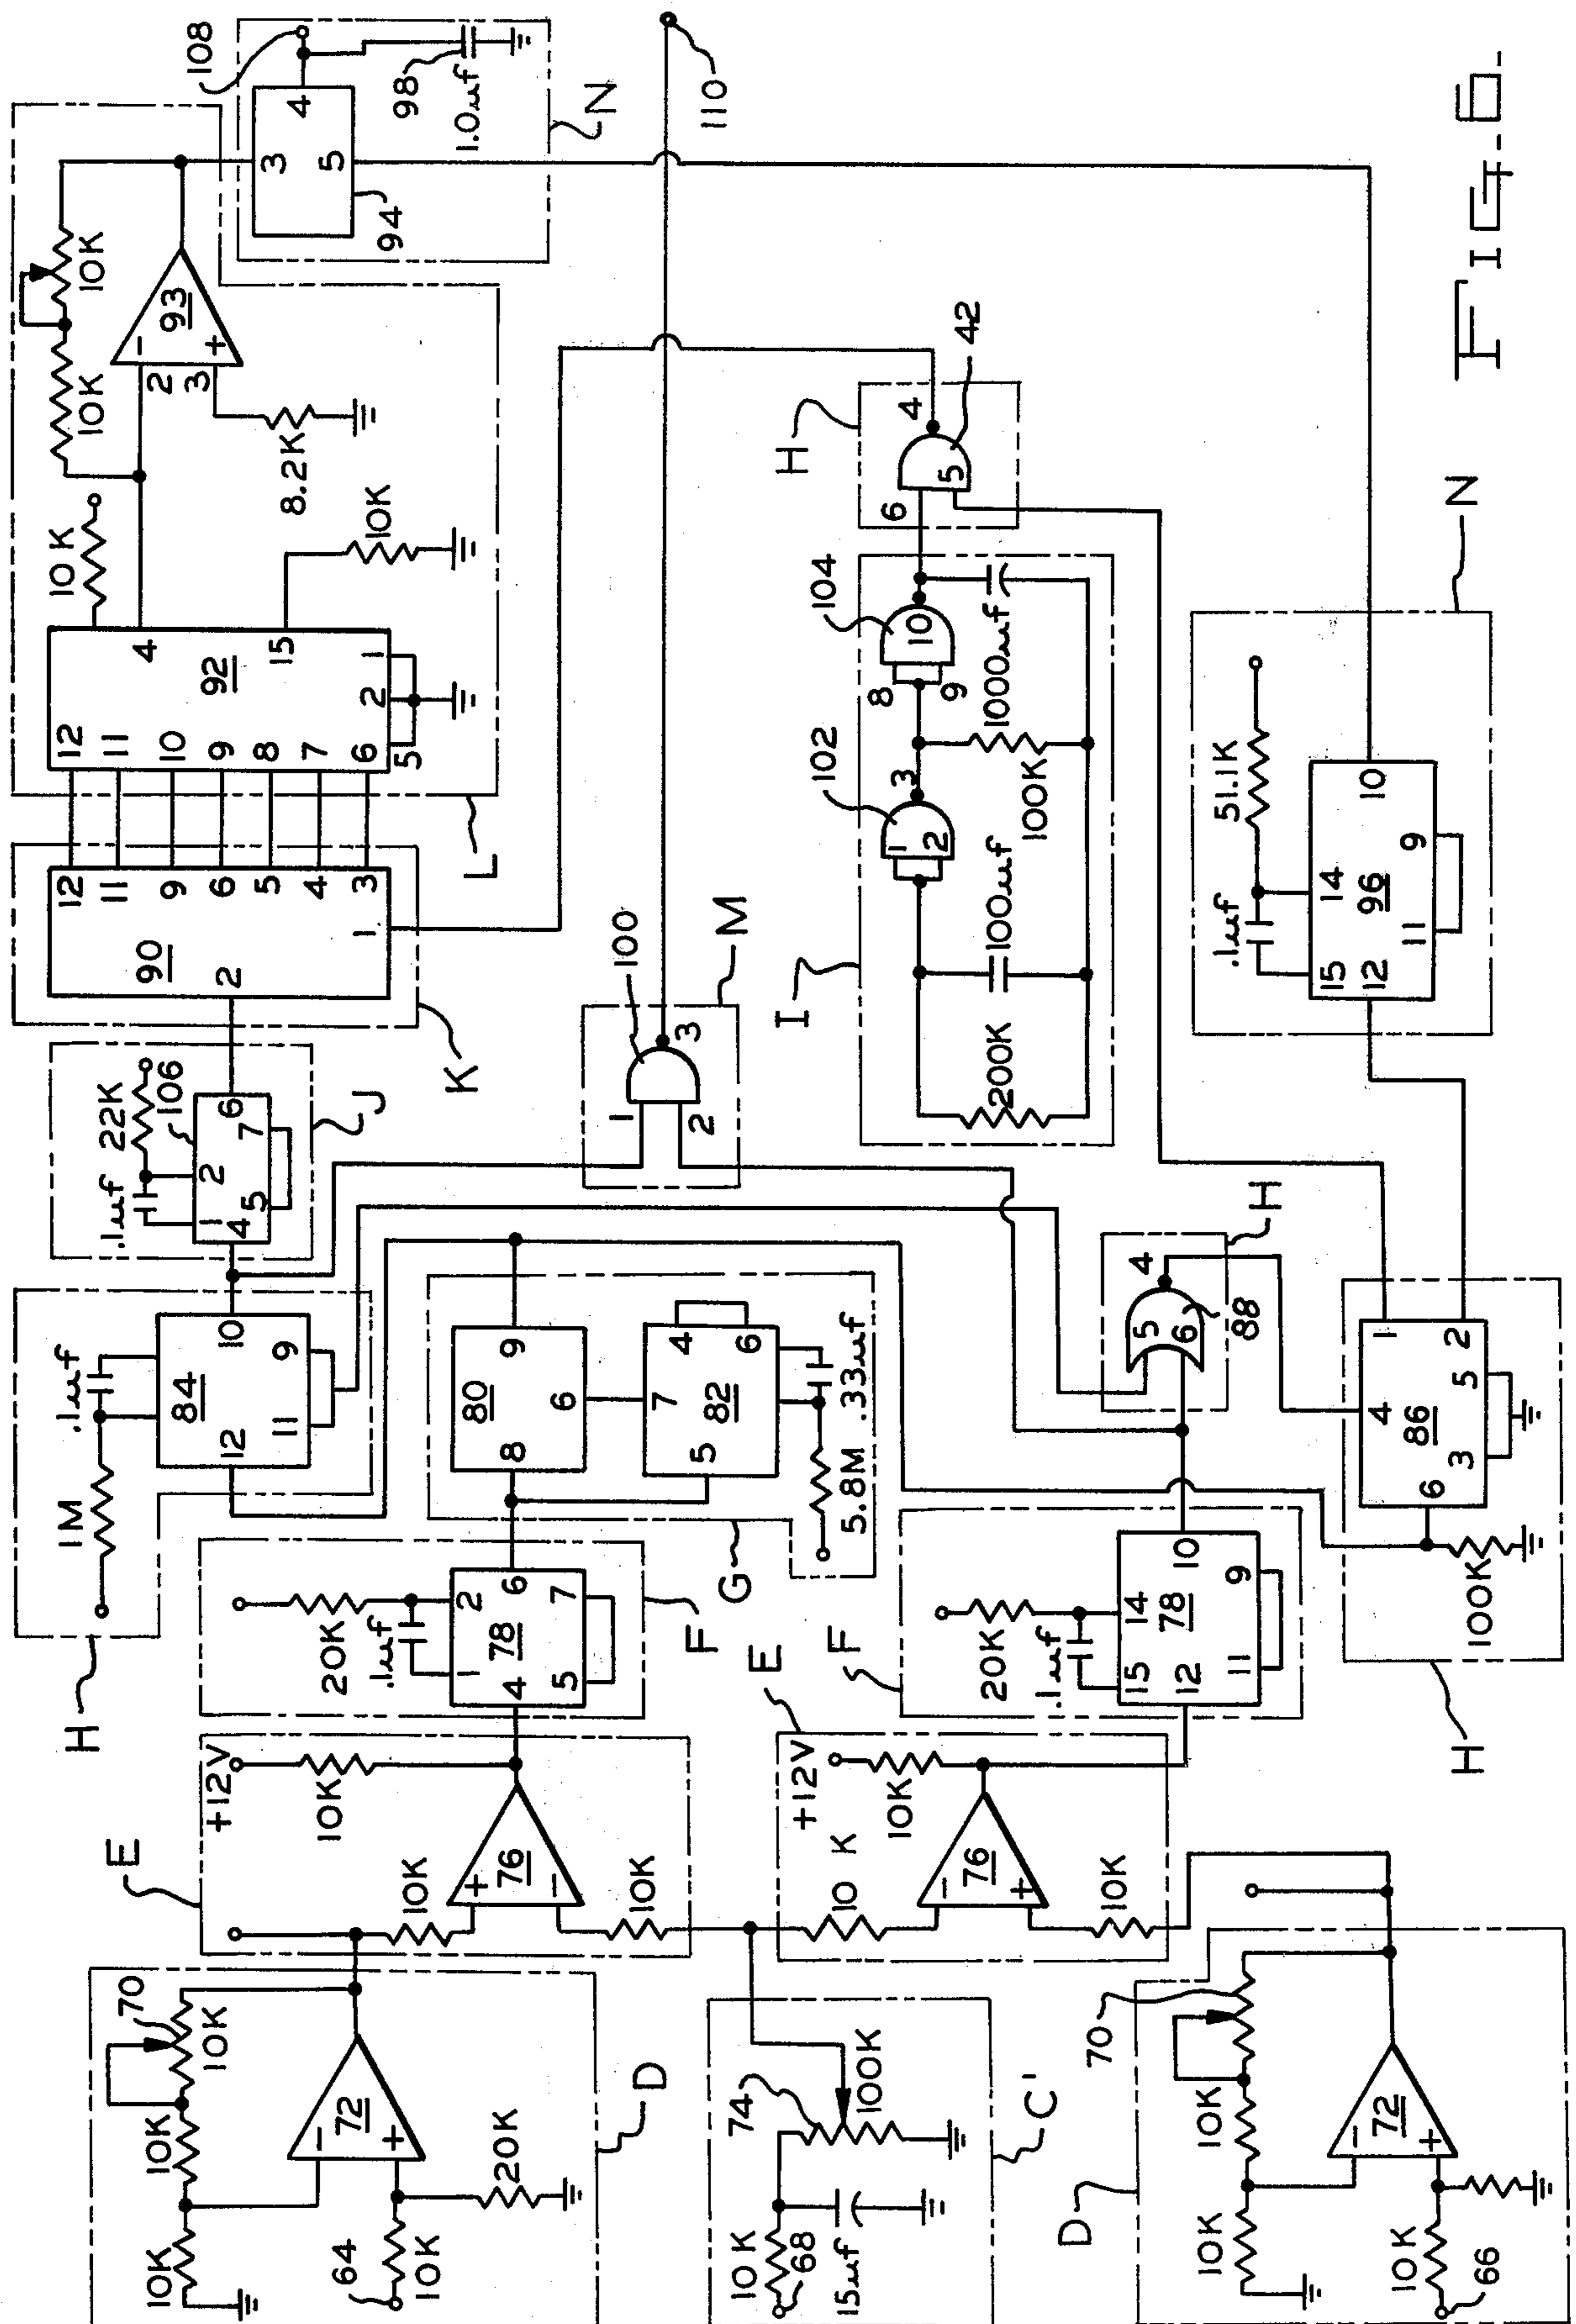 H
1M
.1uf
84
12
10
11
9
.1uf
22K
106
1
2
4
6
5
7
J
90
2
12
11
9
6
5
4
3
1
K
12
11
10
9
8
7
6
5
92
4
15
2
1
L
10K
10K
10K
2
3
93
8.2K
10K
108
3
4
5
94
98
1.0uf
N
E
+12V
10K
10K
76
10K
20K
.1uf
1
2
78
4
6
5
7
F
G
80
8
9
6
7
4
82
5
6
5.8M
.33uf
70
10K
10K
10K
72
64
10K
20K
D
100
1
2
3
M
110
74
100K
10K
68
15uf
C'
E
+12V
10K
10K
76
10K
F
20K
.1uf
15
14
78
12
10
11
9
H
5
6
4
88
I
200K
100uf
102
1
2
3
100K
104
8
9
10
1000uf
H
6
5
4
42
70
10K
10K
72
10K
66
D
H
4
1
86
2
6
3
5
100K
.1uf
51.1K
15
14
96
12
10
11
9
N
FIG-6-